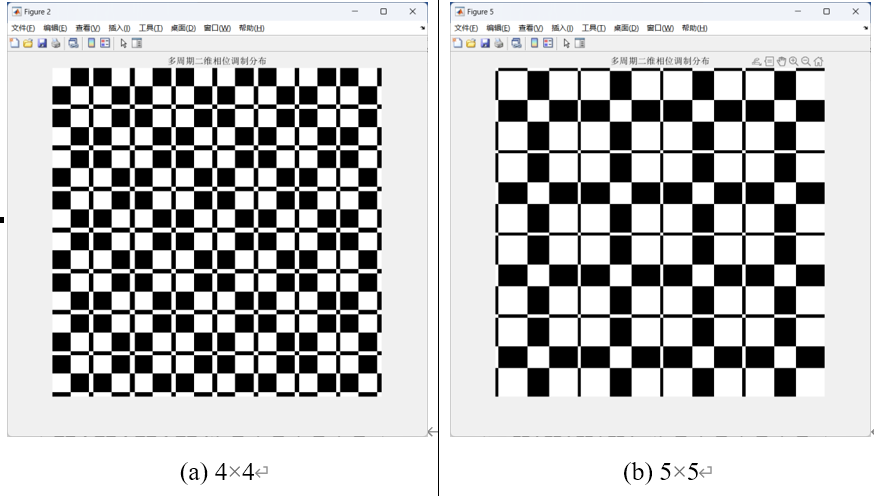 Figure 2
文件(F) 编辑(E) 查看(V) 插入(I) 工具(T) 桌面(D) 窗口(W) 帮助(H)
多周期二维相位调制分布
(a) 4×4
Figure 5
文件(F) 编辑(E) 查看(V) 插入(I) 工具(T) 桌面(D) 窗口(W) 帮助(H)
多周期二维相位调制分布
(b) 5×5